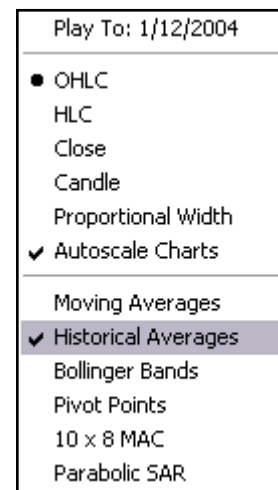 Play To: 1/12/2004
OHLC
HLC
Close
Candle
Proportional Width
Autoscale Charts
Moving Averages
Historical Averages
Bollinger Bands
Pivot Points
10 x 8 MAC
Parabolic SAR